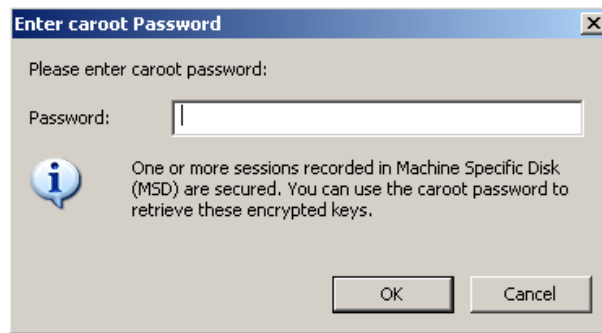 Enter caroot Password
Please enter caroot password:
Password:
One or more sessions recorded in Machine Specific Disk
(MSD) are secured. You can use the caroot password to
retrieve these encrypted keys.
OK Cancel